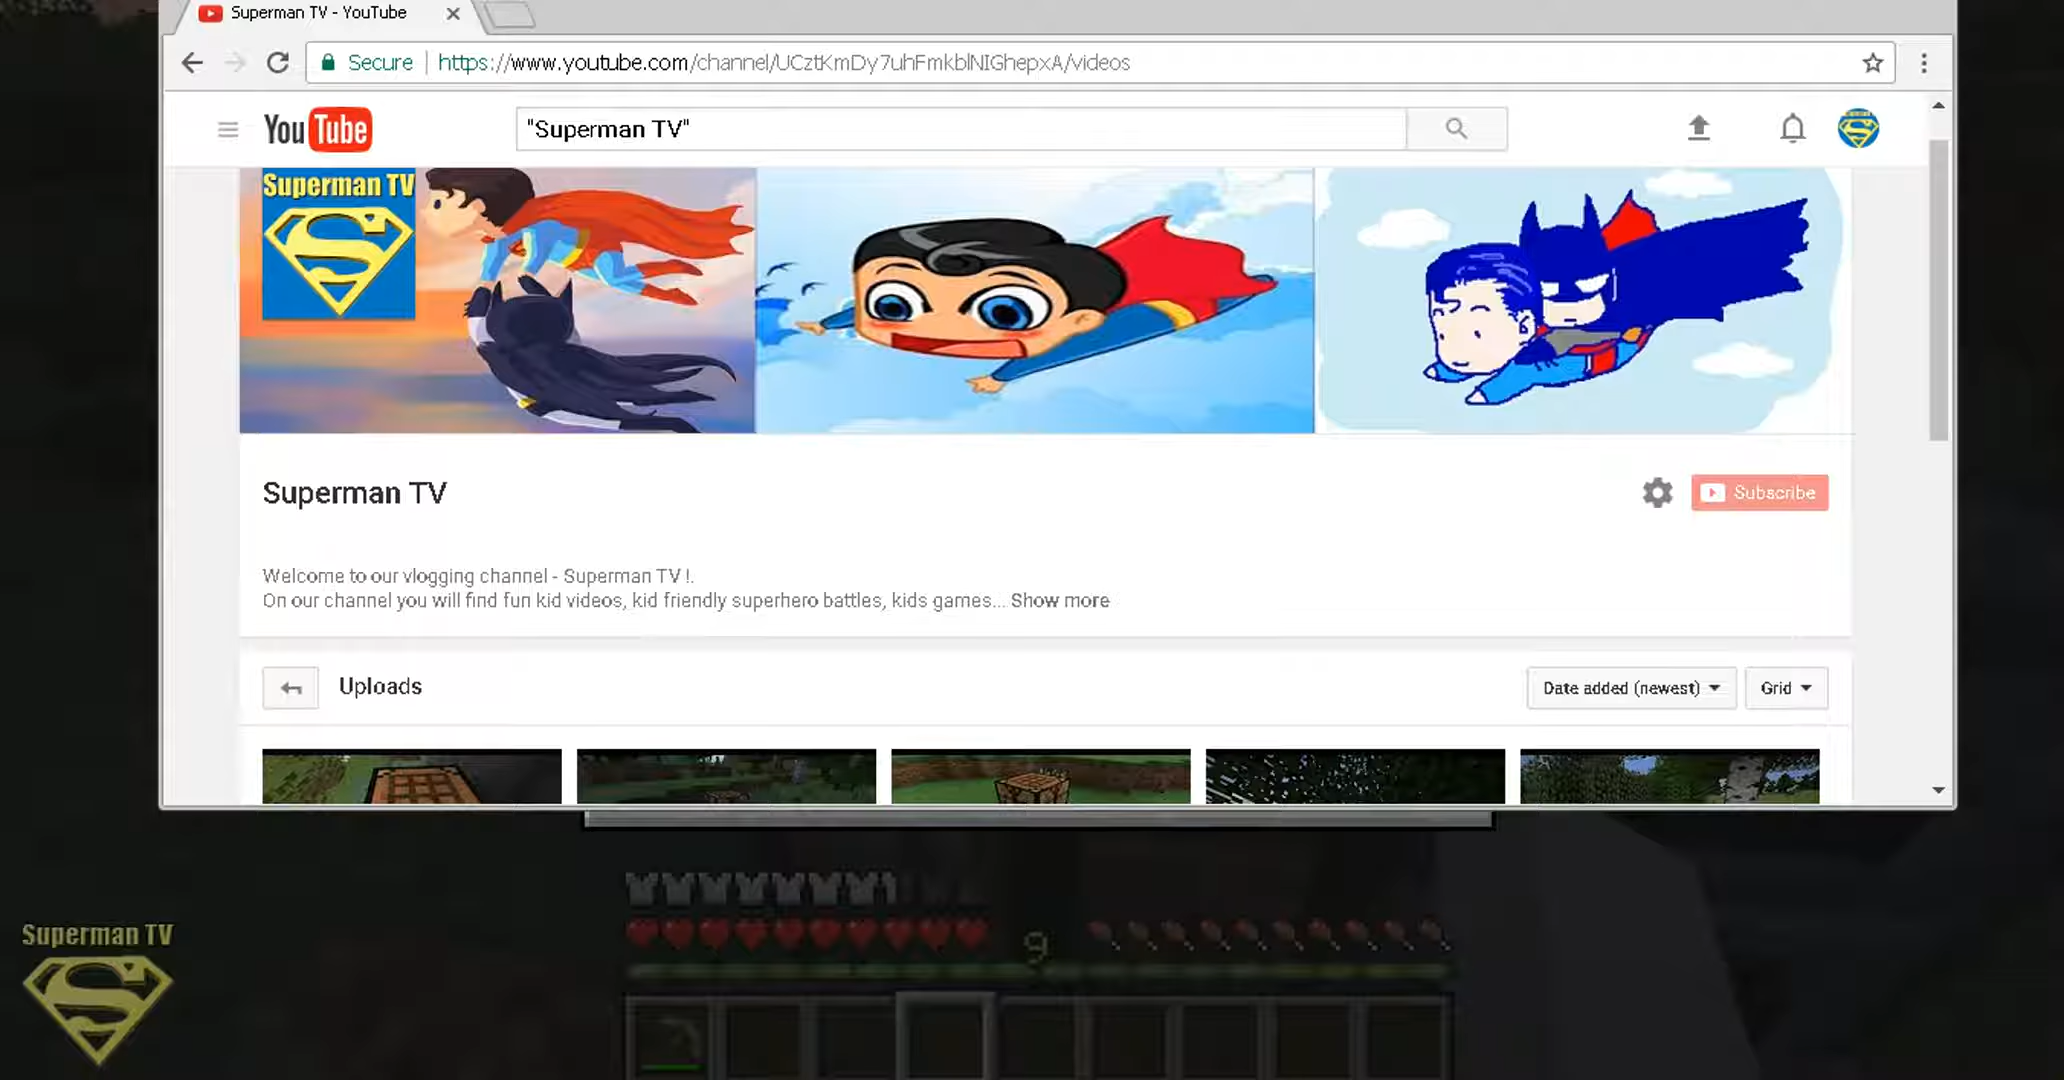 Superman TV - YouTube
Secure https://www.youtube.com/channel/UCztKmDy7uhFmkblNIGhepxA/videos
YouTube
"Superman TV"
Superman TV
S
Superman TV
Subscribe
Welcome to our vlogging channel - Superman TV !.
On our channel you will find fun kid videos, kid friendly superhero battles, kids games... Show more
Uploads
Date added (newest)
Grid
9
Superman TV
S